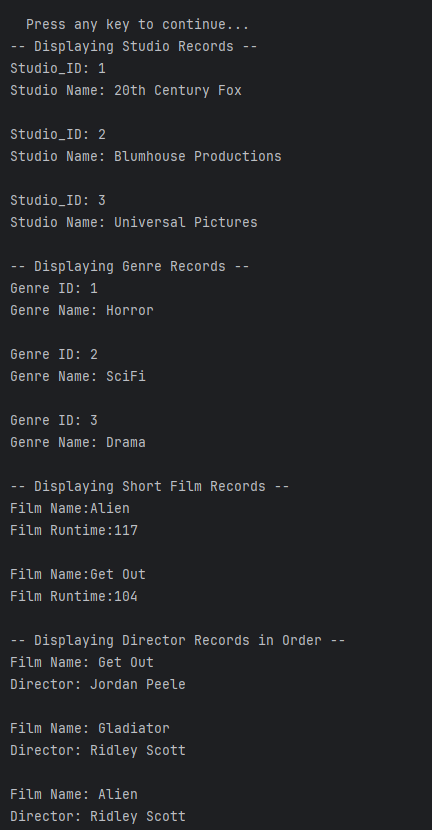 Press any key to continue...
-- Displaying Studio Records --
Studio_ID: 1
Studio Name: 20th Century Fox
Studio_ID: 2
Studio Name: Blumhouse Productions
Studio_ID: 3
Studio Name: Universal Pictures
-- Displaying Genre Records --
Genre ID: 1
Genre Name: Horror
Genre ID: 2
Genre Name: SciFi
Genre ID: 3
Genre Name: Drama
-- Displaying Short Film Records --
Film Name:Alien
Film Runtime:117
Film Name:Get Out
Film Runtime:104
-- Displaying Director Records in Order --
Film Name: Get Out
Director: Jordan Peele
Film Name: Gladiator
Director: Ridley Scott
Film Name: Alien
Director: Ridley Scott